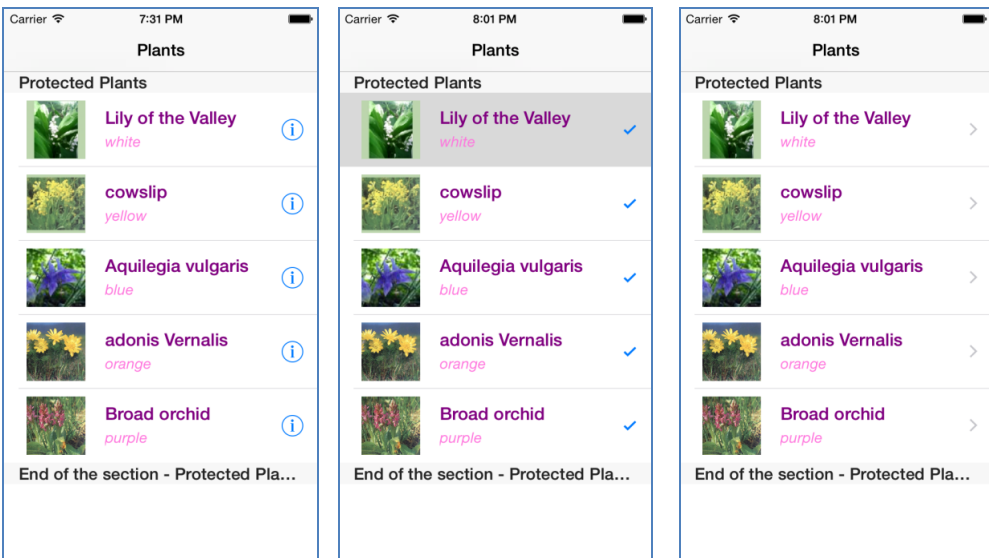 Carrier 7:31 PM
Plants
Protected Plants
Lily of the Valley
white
cowslip
yellow
Aquilegia vulgaris
blue
adonis Vernalis
orange
Broad orchid
purple
End of the section - Protected Pla...
Carrier 8:01 PM
Plants
Protected Plants
Lily of the Valley
white
cowslip
yellow
Aquilegia vulgaris
blue
adonis Vernalis
orange
Broad orchid
purple
End of the section - Protected Pla...
Carrier 8:01 PM
Plants
Protected Plants
Lily of the Valley
white
cowslip
yellow
Aquilegia vulgaris
blue
adonis Vernalis
orange
Broad orchid
purple
End of the section - Protected Pla...